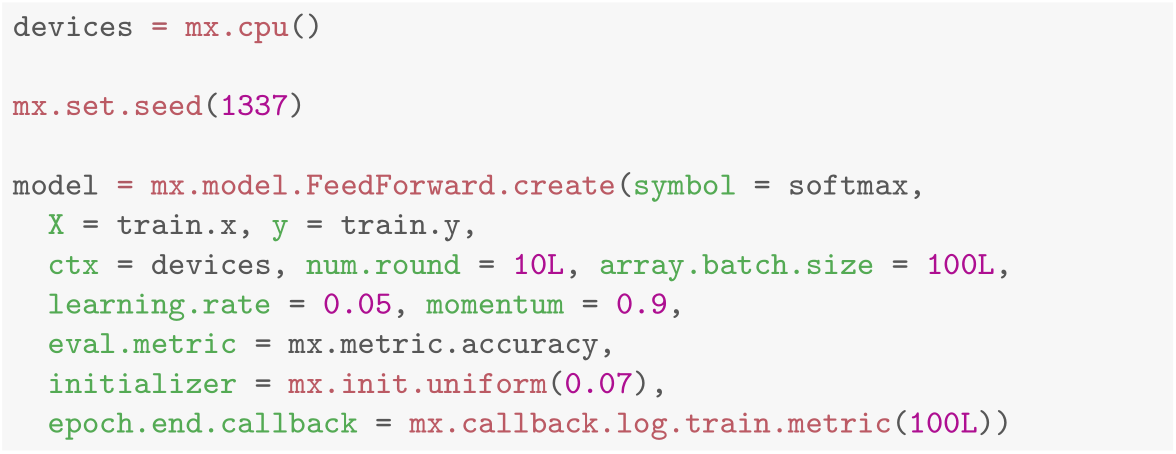 devices = mx.cpu()
mx.set.seed(1337)
model = mx.model.FeedForward.create(symbol = softmax,
  X = train.x, y = train.y,
  ctx = devices, num.round = 10L, array.batch.size = 100L,
  learning.rate = 0.05, momentum = 0.9,
  eval.metric = mx.metric.accuracy,
  initializer = mx.init.uniform(0.07),
  epoch.end.callback = mx.callback.log.train.metric(100L))